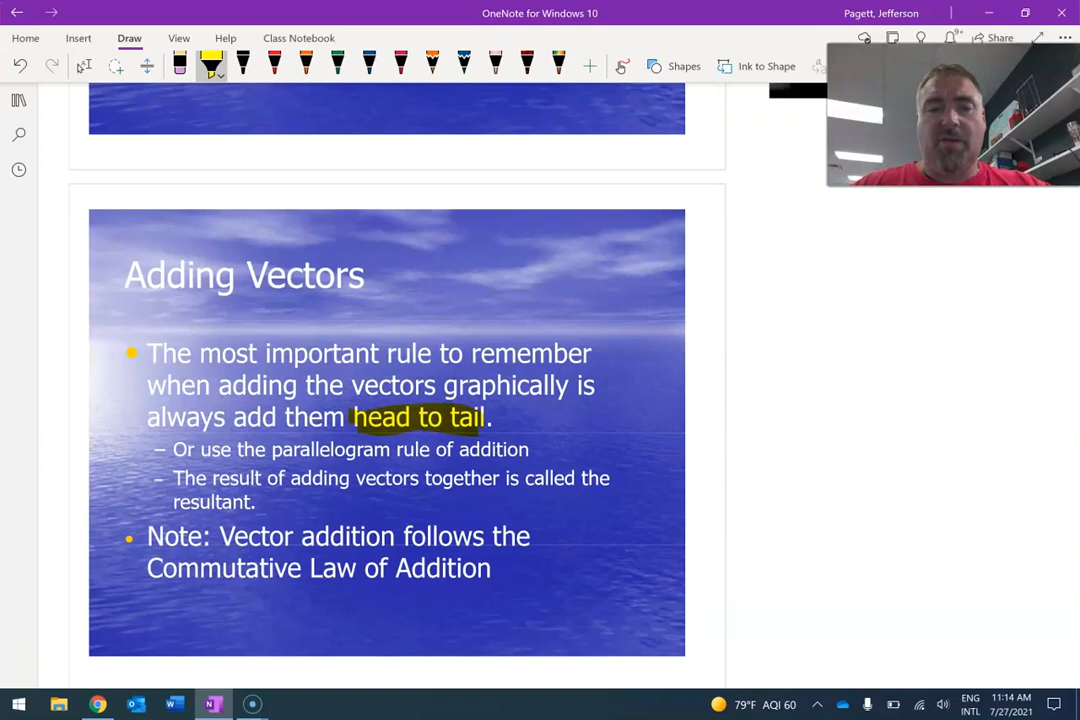 OneNote for Windows 10
Pagett, Jefferson
Home Insert Draw View Help Class Notebook
9+
Share
Shapes
Ink to Shape
Adding Vectors
The most important rule to remember
when adding the vectors graphically is
always add them head to tail.
– Or use the parallelogram rule of addition
– The result of adding vectors together is called the
resultant.
Note: Vector addition follows the
Commutative Law of Addition
79°F AQI 60
ENG
INTL
11:14 AM
7/27/2021